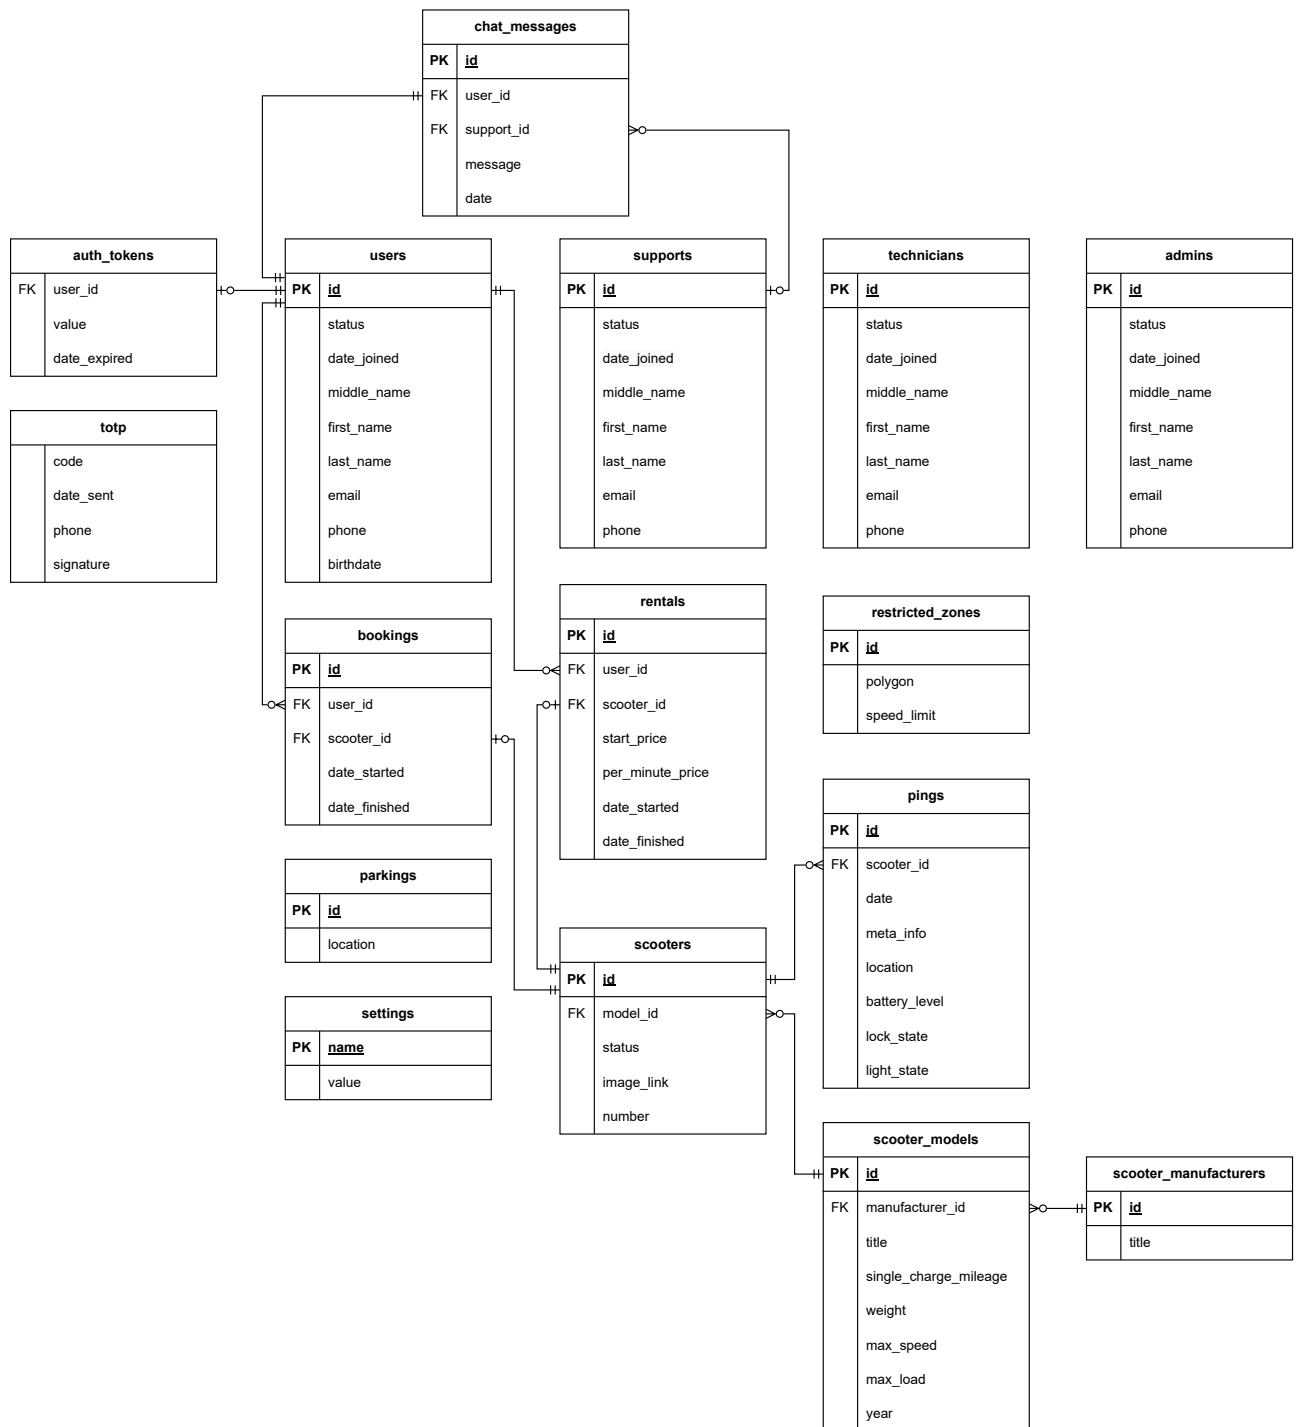 chat_messages
PK id
FK user_id
FK support_id
message
date
auth_tokens
FK user_id
value
date_expired
users
PK id
status
date_joined
middle_name
first_name
last_name
email
phone
birthdate
supports
PK id
status
date_joined
middle_name
first_name
last_name
email
phone
technicians
PK id
status
date_joined
middle_name
first_name
last_name
email
phone
admins
PK id
status
date_joined
middle_name
first_name
last_name
email
phone
totp
code
date_sent
phone
signature
bookings
PK id
FK user_id
FK scooter_id
date_started
date_finished
rentals
PK id
FK user_id
FK scooter_id
start_price
per_minute_price
date_started
date_finished
restricted_zones
PK id
polygon
speed_limit
pings
PK id
FK scooter_id
date
meta_info
location
battery_level
lock_state
light_state
parkings
PK id
location
scooters
PK id
FK model_id
status
image_link
number
settings
PK name
value
scooter_models
PK id
FK manufacturer_id
title
single_charge_mileage
weight
max_speed
max_load
year
scooter_manufacturers
PK id
title